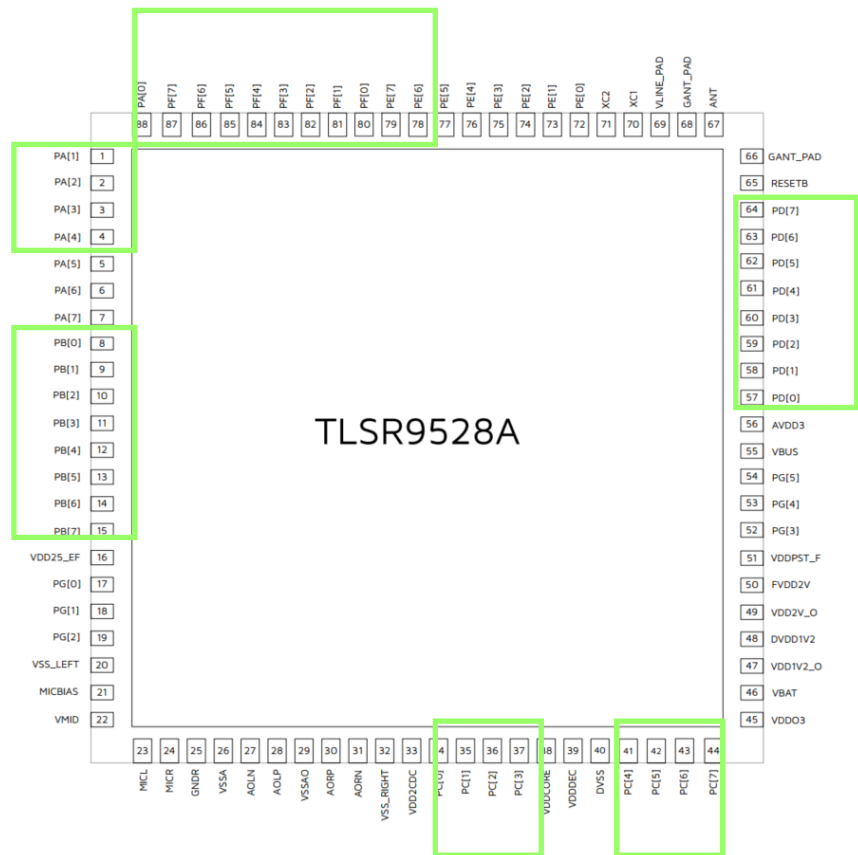 PA[0] PF[7] PF[6] PF[5] PF[4] PF[3] PF[2] PF[1] PF[0] PE[7] PE[6] PE[5] PE[4] PE[3] PE[2] PE[1] PE[0] XC2 XC1 VLINE_PAD GANT_PAD ANT
88 87 86 85 84 83 82 81 80 79 78 77 76 75 74 73 72 71 70 69 68 67
PA[1] 1
PA[2] 2
PA[3] 3
PA[4] 4
PA[5] 5
PA[6] 6
PA[7] 7
PB[0] 8
PB[1] 9
PB[2] 10
PB[3] 11
PB[4] 12
PB[5] 13
PB[6] 14
PB[7] 15
VDD25_EF 16
PG[0] 17
PG[1] 18
PG[2] 19
VSS_LEFT 20
MICBIAS 21
VMID 22
TLSR9528A
66 GANT_PAD
65 RESETB
64 PD[7]
63 PD[6]
62 PD[5]
61 PD[4]
60 PD[3]
59 PD[2]
58 PD[1]
57 PD[0]
56 AVDD3
55 VBUS
54 PG[5]
53 PG[4]
52 PG[3]
51 VDDPST_F
50 FVDD2V
49 VDD2V_O
48 DVDD1V2
47 VDD1V2_O
46 VBAT
45 VDDO3
23 24 25 26 27 28 29 30 31 32 33 34 35 36 37 38 39 40 41 42 43 44
MICL MICR GNDR VSSA AOLN AOLP VSSAO AORP AORN VSS_RIGHT VDD2CDC PC[0] PC[1] PC[2] PC[3] VDDCORE VDDDEC DVSS PC[4] PC[5] PC[6] PC[7]